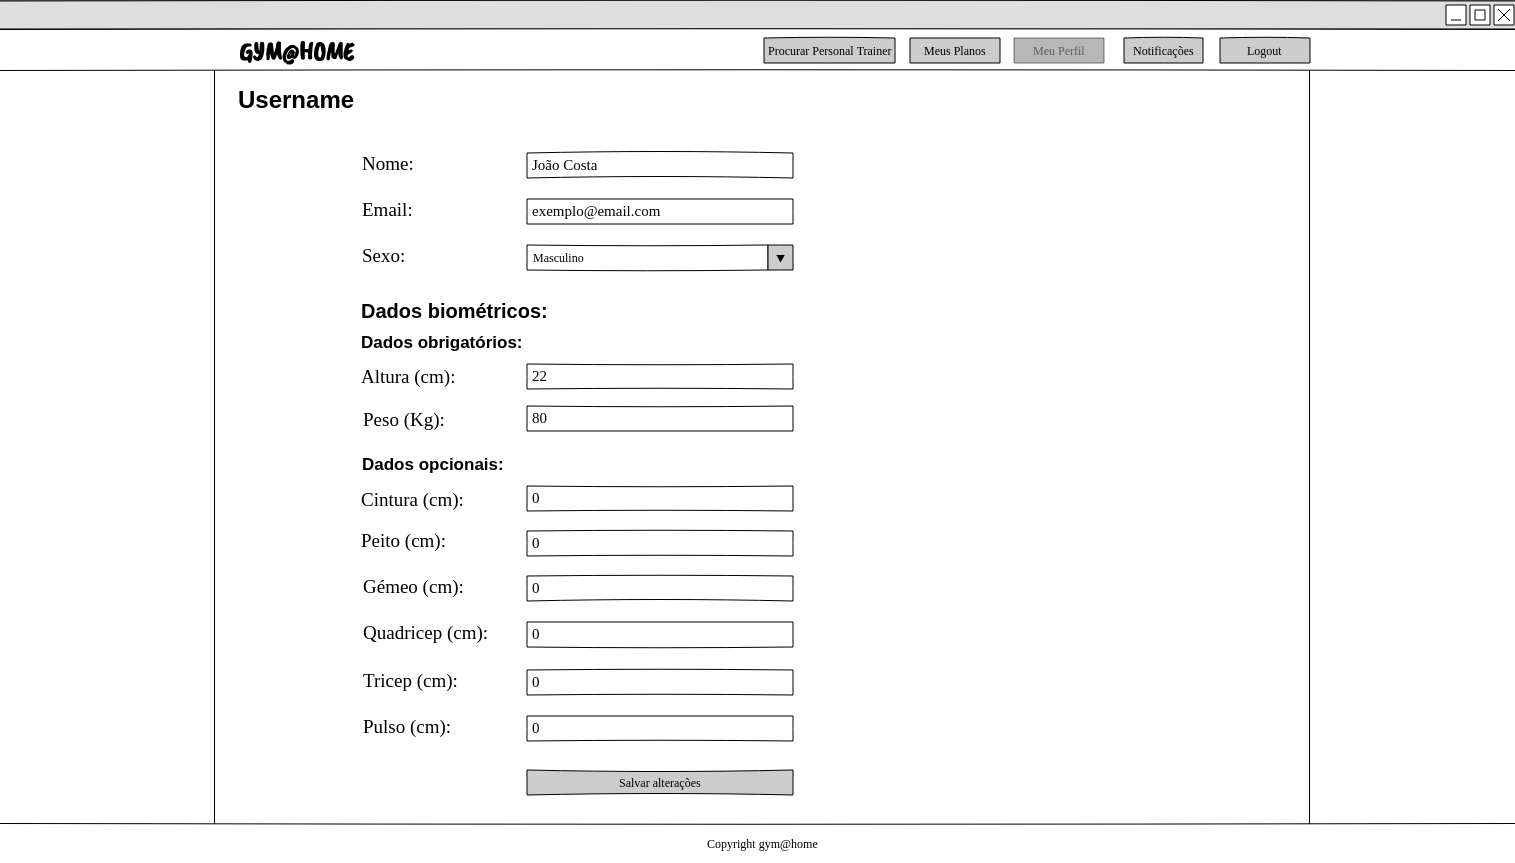 GYM@HOME
Procurar Personal Trainer
Meus Planos
Meu Perfil
Notificações
Logout
Username
Nome:
João Costa
Email:
exemplo@email.com
Sexo:
Masculino
Dados biométricos:
Dados obrigatórios:
Altura (cm):
22
Peso (Kg):
80
Dados opcionais:
Cintura (cm):
0
Peito (cm):
0
Gémeo (cm):
0
Quadricep (cm):
0
Tricep (cm):
0
Pulso (cm):
0
Salvar alterações
Copyright gym@home